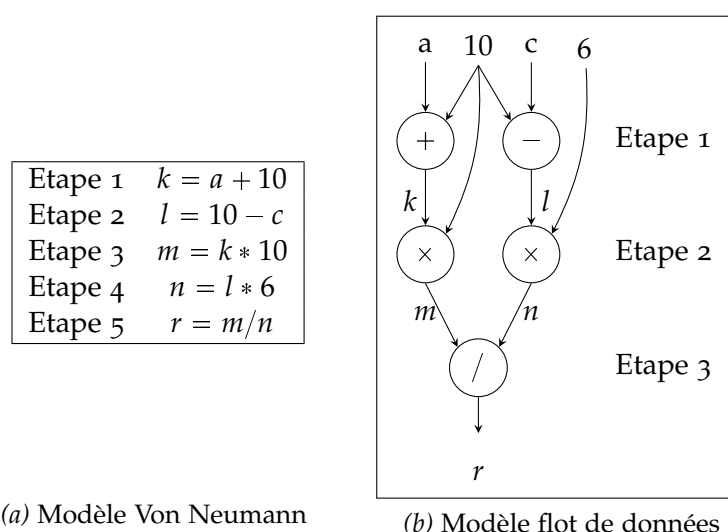 Etape 1 k = a + 10
Etape 2 l = 10 − c
Etape 3 m = k ∗ 10
Etape 4 n = l ∗ 6
Etape 5 r = m/n
(a) Modèle Von Neumann
a 10 c 6
+ − Etape 1
k l
× × Etape 2
m n
/ Etape 3
r
(b) Modèle flot de données